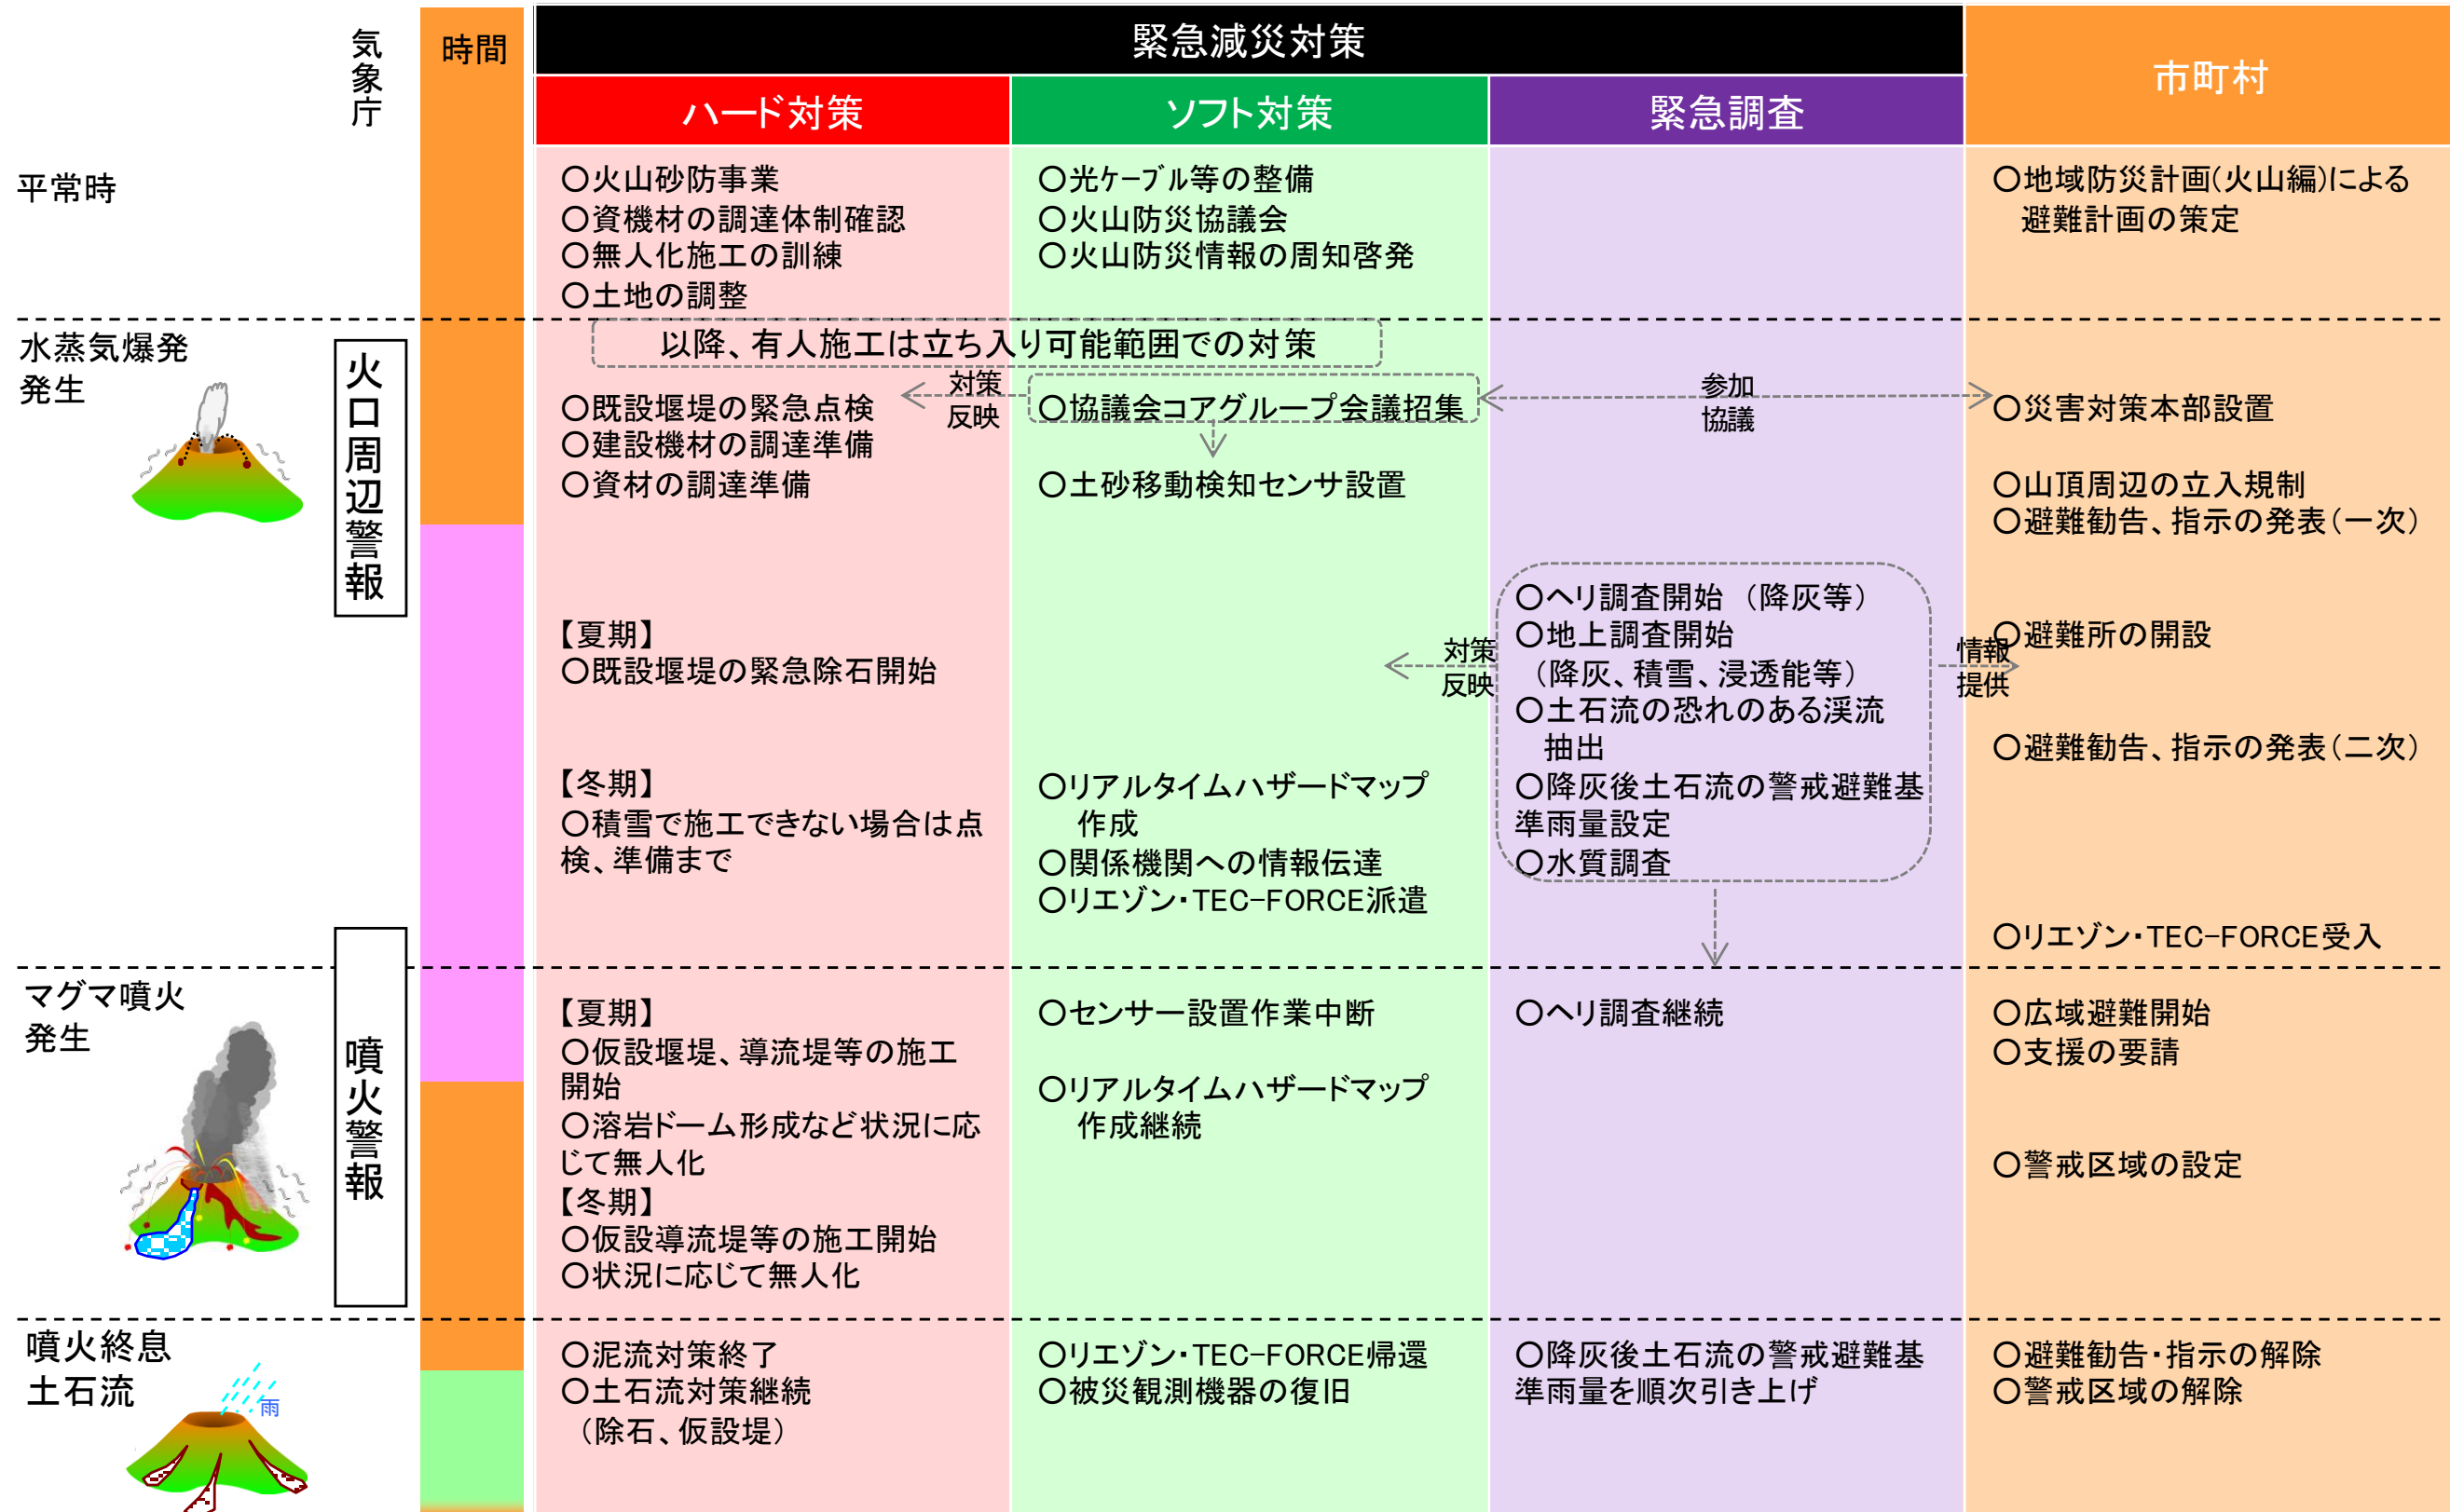 気象庁
時間
緊急減災対策
市町村
ハード対策
ソフト対策
緊急調査
平常時
○火山砂防事業
○資機材の調達体制確認
○無人化施工の訓練
○土地の調整
○光ケーブル等の整備
○火山防災協議会
○火山防災情報の周知啓発
○地域防災計画(火山編)による
避難計画の策定
水蒸気爆発
発生
火口周辺警報
以降、有人施工は立ち入り可能範囲での対策
○既設堰堤の緊急点検
○建設機材の調達準備
○資材の調達準備
対策
反映
○協議会コアグループ会議招集
○土砂移動検知センサ設置
参加
協議
○災害対策本部設置
○山頂周辺の立入規制
○避難勧告、指示の発表(一次)
【夏期】
○既設堰堤の緊急除石開始
【冬期】
○積雪で施工できない場合は点
検、準備まで
○リアルタイムハザードマップ
作成
○関係機関への情報伝達
○リエゾン・TEC-FORCE派遣
対策
反映
○ヘリ調査開始 (降灰等)
○地上調査開始
(降灰、積雪、浸透能等)
○土石流の恐れのある渓流
抽出
○降灰後土石流の警戒避難基
準雨量設定
○水質調査
情報
提供
○避難所の開設
○避難勧告、指示の発表(二次)
○リエゾン・TEC-FORCE受入
マグマ噴火
発生
噴火警報
【夏期】
○仮設堰堤、導流堤等の施工
開始
○溶岩ドーム形成など状況に応
じて無人化
【冬期】
○仮設導流堤等の施工開始
○状況に応じて無人化
○センサー設置作業中断
○リアルタイムハザードマップ
作成継続
○ヘリ調査継続
○広域避難開始
○支援の要請
○警戒区域の設定
噴火終息
土石流
雨
○泥流対策終了
○土石流対策継続
(除石、仮設堤)
○リエゾン・TEC-FORCE帰還
○被災観測機器の復旧
○降灰後土石流の警戒避難基
準雨量を順次引き上げ
○避難勧告・指示の解除
○警戒区域の解除